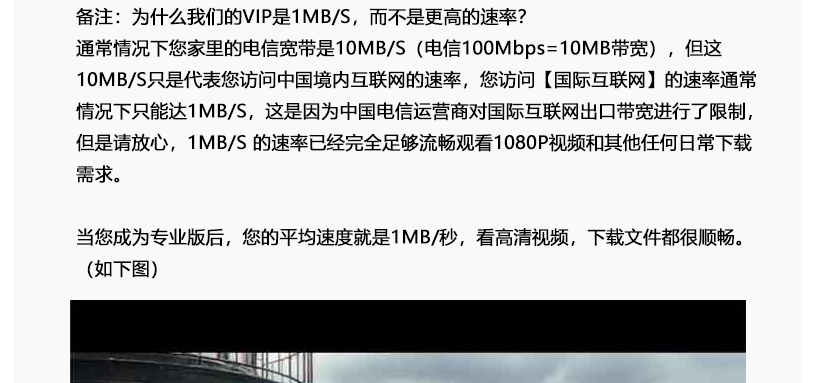 备注：为什么我们的VIP是1MB/S，而不是更高的速率？
通常情况下您家里的电信宽带是10MB/S（电信100Mbps=10MB带宽），但这
10MB/S只是代表您访问中国境内互联网的速率，您访问【国际互联网】的速率通常
情况下只能达1MB/S，这是因为中国电信运营商对国际互联网出口带宽进行了限制，
但是请放心，1MB/S 的速率已经完全足够流畅观看1080P视频和其他任何日常下载
需求。
当您成为专业版后，您的平均速度就是1MB/秒，看高清视频，下载文件都很顺畅。
（如下图）